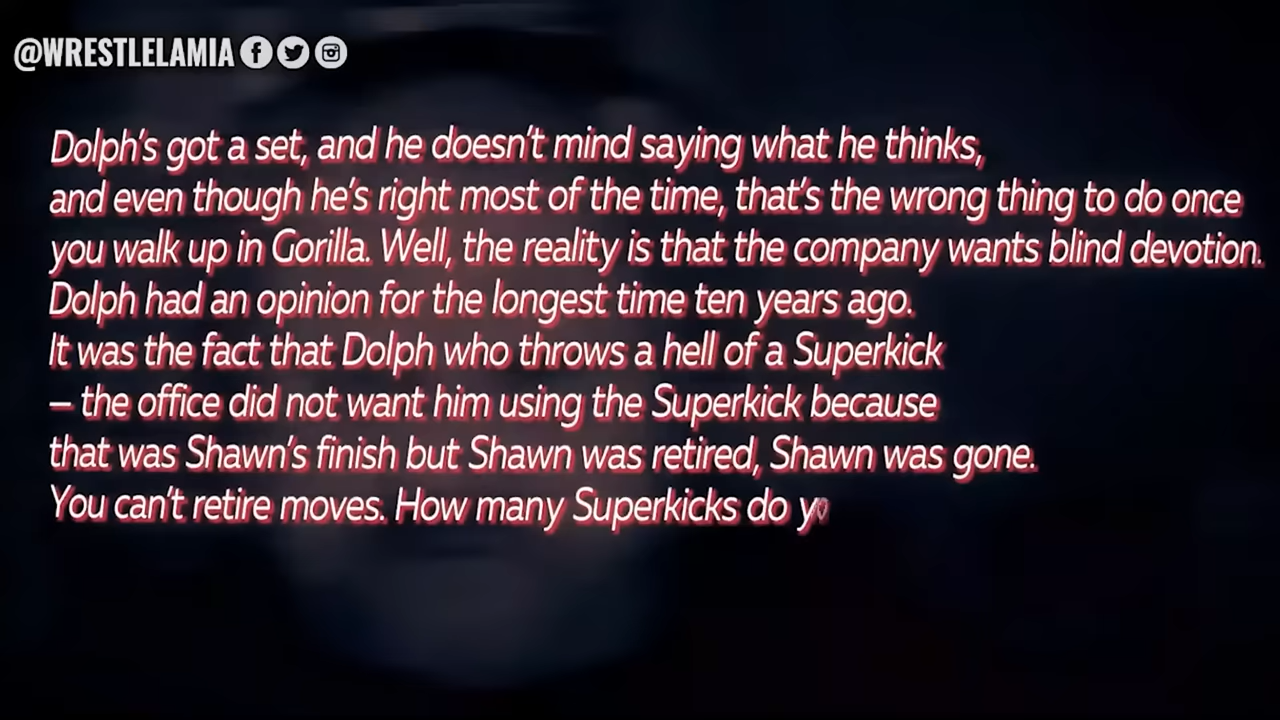 @WRESTLELAMIA
Dolph's got a set, and he doesn't mind saying what he thinks,
and even though he's right most of the time, that's the wrong thing to do once
you walk up in Gorilla. Well, the reality is that the company wants blind devotion.
Dolph had an opinion for the longest time ten years ago.
It was the fact that Dolph who throws a hell of a Superkick
– the office did not want him using the Superkick because
that was Shawn's finish but Shawn was retired, Shawn was gone.
You can't retire moves. How many Superkicks do